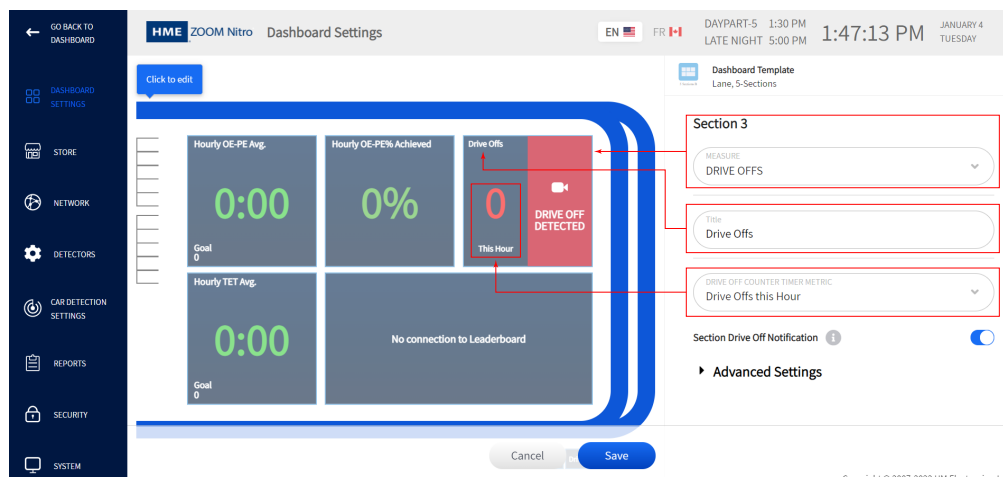 GO BACK TO
DASHBOARD
HME ZOOM Nitro Dashboard Settings
EN
FR
DAYPART-5 1:30 PM
LATE NIGHT 5:00 PM
1:47:13 PM
JANUARY 4
TUESDAY
DASHBOARD
SETTINGS
STORE
NETWORK
DETECTORS
CAR DETECTION
SETTINGS
REPORTS
SECURITY
SYSTEM
Click to edit
Hourly OE-PE Avg.
0:00
Goal
0
Hourly OE-PE% Achieved
0%
Drive Offs
0
This Hour
DRIVE OFF
DETECTED
Hourly TET Avg.
0:00
Goal
0
No connection to Leaderboard
Cancel
Save
Dashboard Template
Lane, 5-Sections
Section 3
MEASURE
DRIVE OFFS
Title
Drive Offs
DRIVE OFF COUNTER TIMER METRIC
Drive Offs this Hour
Section Drive Off Notification
Advanced Settings